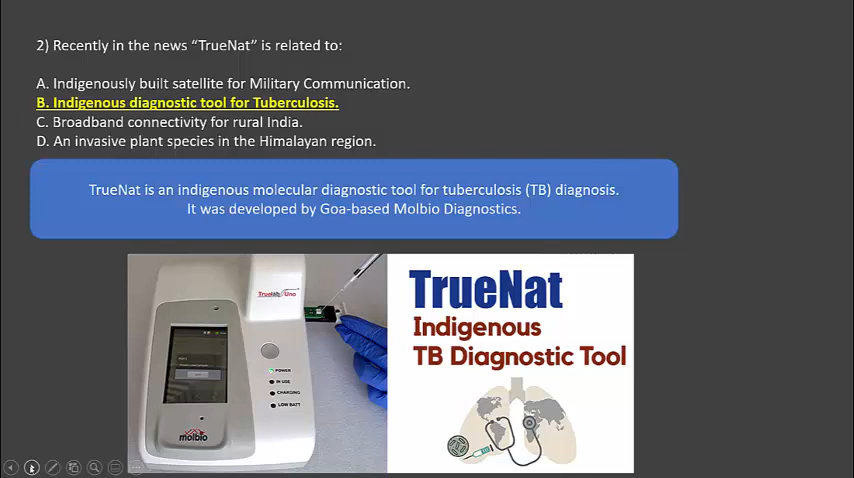 2) Recently in the news “TrueNat” is related to:
A. Indigenously built satellite for Military Communication.
B. Indigenous diagnostic tool for Tuberculosis.
C. Broadband connectivity for rural India.
D. An invasive plant species in the Himalayan region.
TrueNat is an indigenous molecular diagnostic tool for tuberculosis (TB) diagnosis.
It was developed by Goa-based Molbio Diagnostics.
Truelab Uno
POWER
IN USE
CHARGING
LOW BATT
molbio
TrueNat
Indigenous
TB Diagnostic Tool